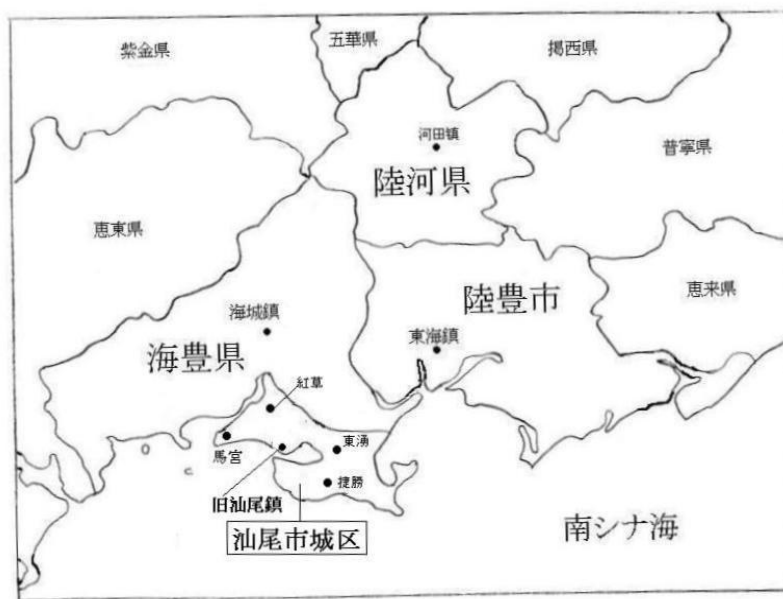 五華県
紫金県
掲西県
河田镇
普寧県
陸河県
恵東県
恵来県
陸豊市
海城鎮
東海鎮
海豊県
紅草
馬宮
東湧
捷勝
旧汕尾鎮
汕尾市城区
南シナ海